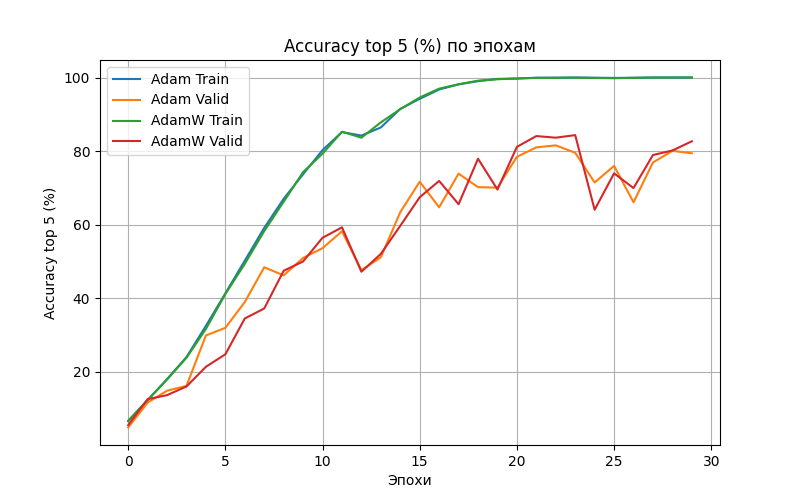 Accuracy top 5 (%) по эпохам
Adam Train
Adam Valid
AdamW Train
AdamW Valid
Accuracy top 5 (%)
100
80
60
40
20
0 5 10 15 20 25 30
Эпохи